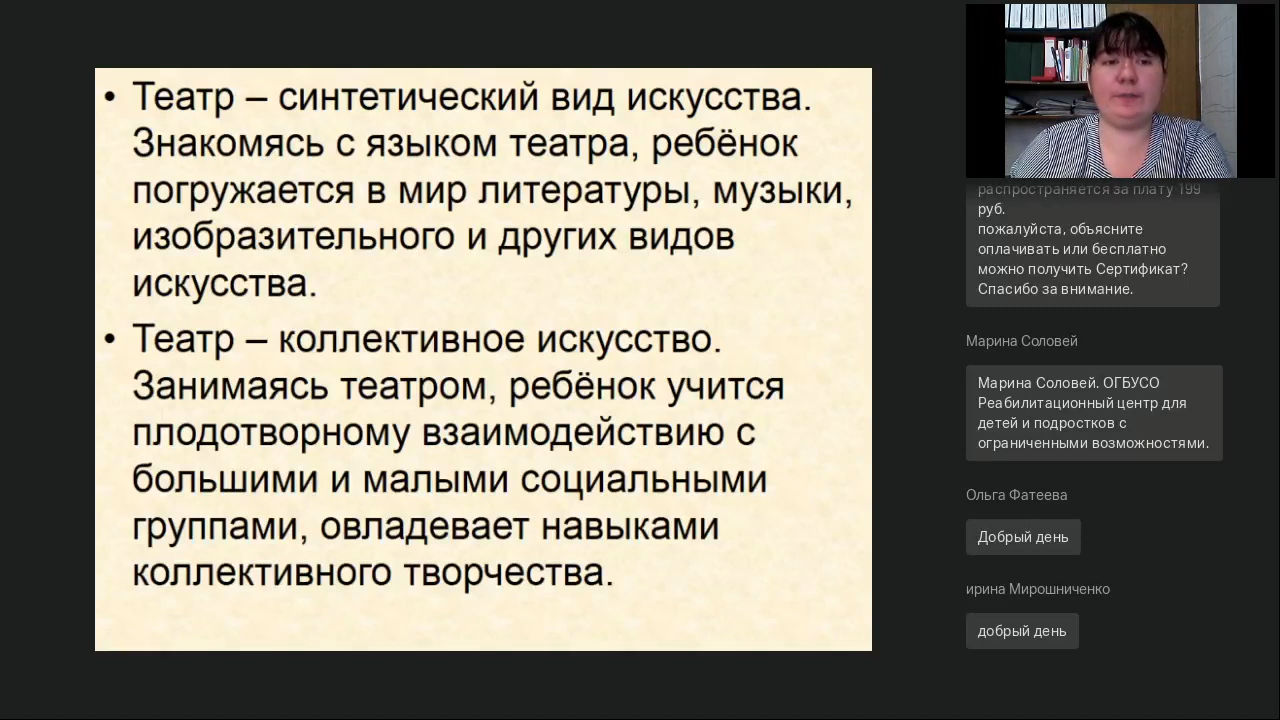 • Театр – синтетический вид искусства.
Знакомясь с языком театра, ребёнок
погружается в мир литературы, музыки,
изобразительного и других видов
искусства.
• Театр – коллективное искусство.
Занимаясь театром, ребёнок учится
плодотворному взаимодействию с
большими и малыми социальными
группами, овладевает навыками
коллективного творчества.
распространяется за плату 199
руб.
пожалуйста, объясните
оплачивать или бесплатно
можно получить Сертификат?
Спасибо за внимание.
Марина Соловей
Марина Соловей. ОГБУСО
Реабилитационный центр для
детей и подростков с
ограниченными возможностями.
Ольга Фатеева
Добрый день
ирина Мирошниченко
добрый день